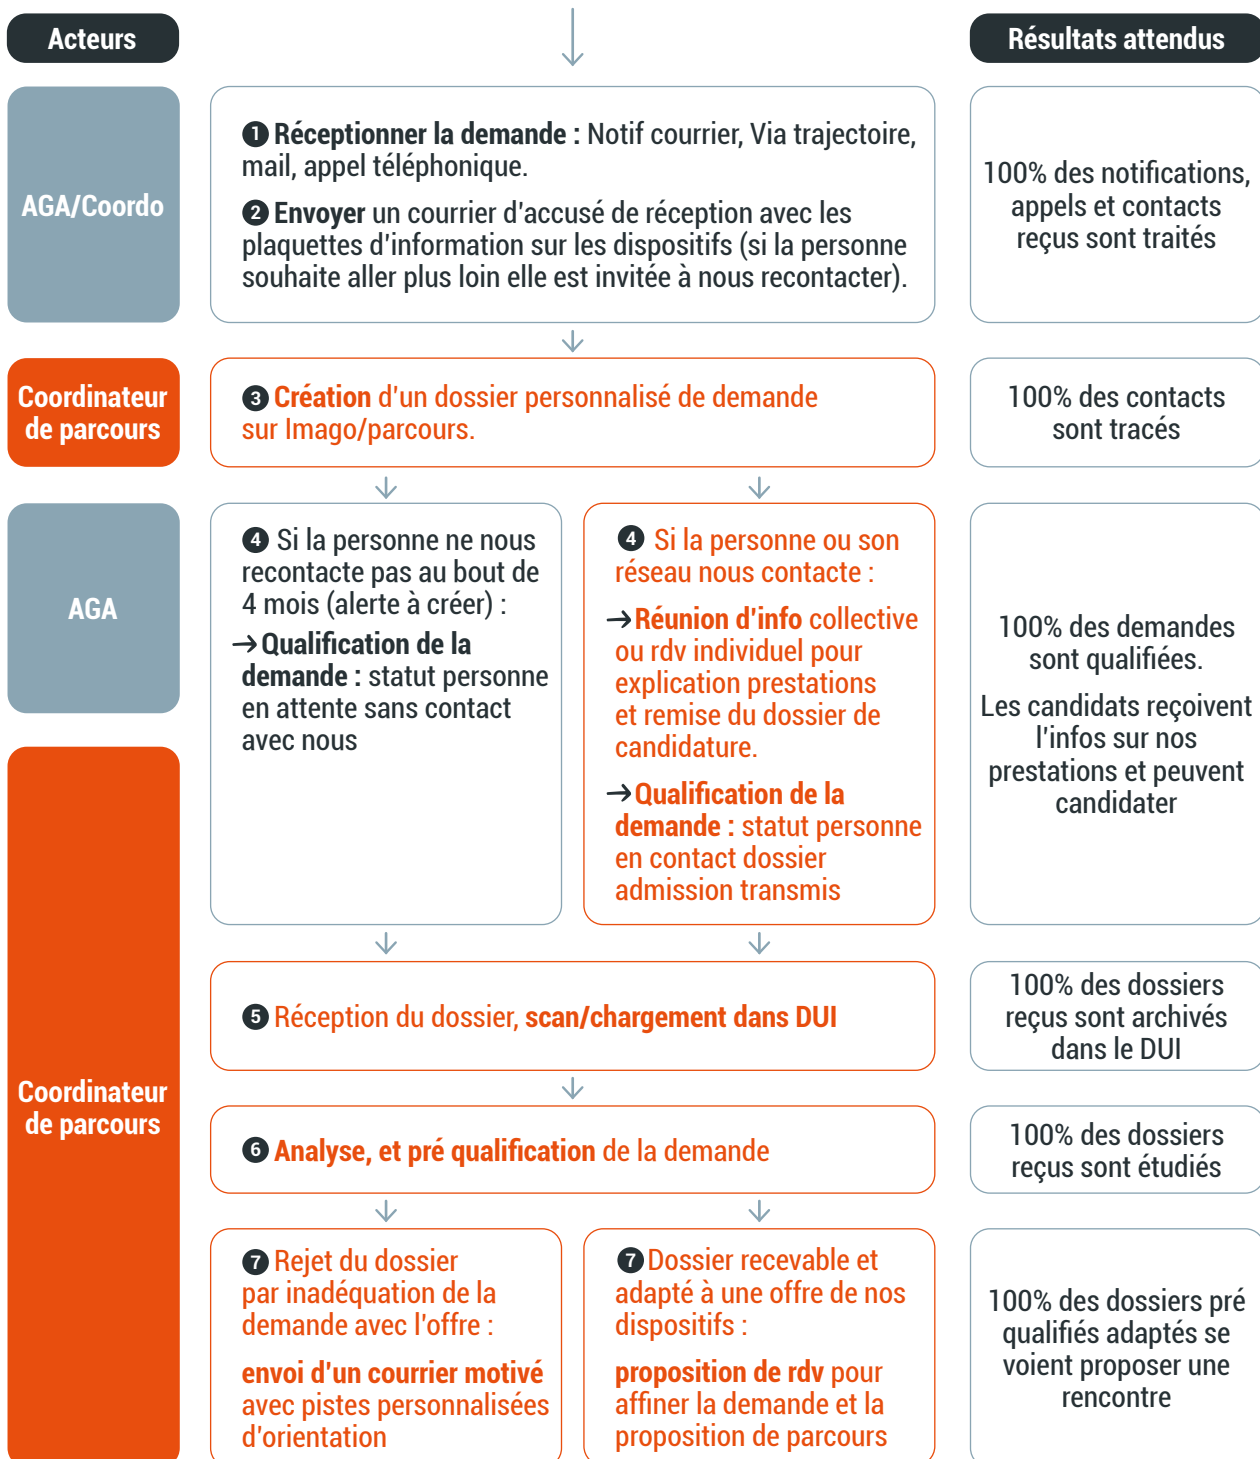 Acteurs
Résultats attendus
AGA/Coordo
❶ Réceptionner la demande : Notif courrier, Via trajectoire,
mail, appel téléphonique.
❷ Envoyer un courrier d'accusé de réception avec les
plaquettes d'information sur les dispositifs (si la personne
souhaite aller plus loin elle est invitée à nous recontacter).
100% des notifications,
appels et contacts
reçus sont traités
Coordinateur
de parcours
❸ Création d'un dossier personnalisé de demande
sur Imago/parcours.
100% des contacts
sont tracés
AGA
❹ Si la personne ne nous
recontacte pas au bout de
4 mois (alerte à créer) :
→ Qualification de la
demande : statut personne
en attente sans contact
avec nous
❹ Si la personne ou son
réseau nous contacte :
→ Réunion d'info collective
ou rdv individuel pour
explication prestations
et remise du dossier de
candidature.
→ Qualification de la
demande : statut personne
en contact dossier
admission transmis
100% des demandes
sont qualifiées.
Les candidats reçoivent
l'infos sur nos
prestations et peuvent
candidater
Coordinateur
de parcours
❺ Réception du dossier, scan/chargement dans DUI
100% des dossiers
reçus sont archivés
dans le DUI
❻ Analyse, et pré qualification de la demande
100% des dossiers
reçus sont étudiés
❼ Rejet du dossier
par inadéquation de la
demande avec l'offre :
envoi d'un courrier motivé
avec pistes personnalisées
d'orientation
❼ Dossier recevable et
adapté à une offre de nos
dispositifs :
proposition de rdv pour
affiner la demande et la
proposition de parcours
100% des dossiers pré
qualifiés adaptés se
voient proposer une
rencontre